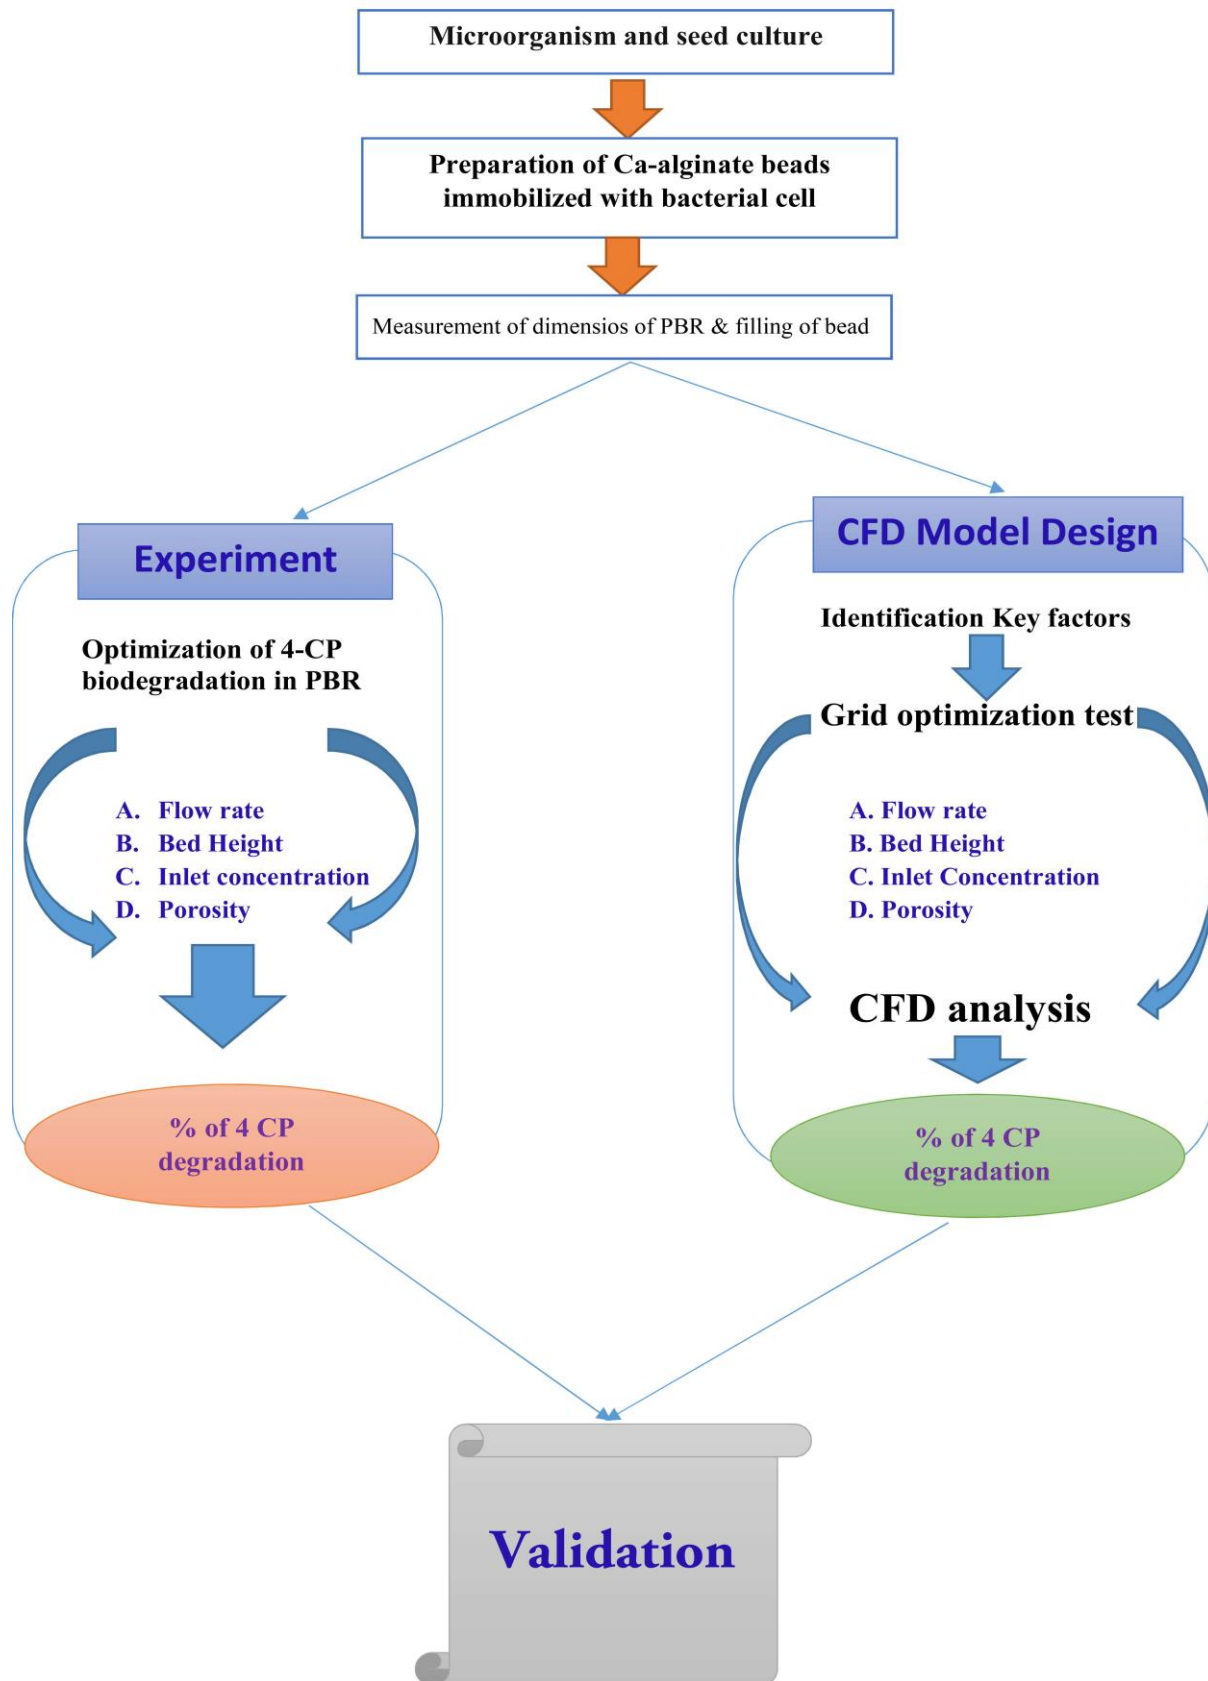 Microorganism and seed culture
Preparation of Ca-alginate beads
immobilized with bacterial cell
Measurement of dimensios of PBR & filling of bead
Experiment
Optimization of 4-CP
biodegradation in PBR
A. Flow rate
B. Bed Height
C. Inlet concentration
D. Porosity
% of 4 CP
degradation
CFD Model Design
Identification Key factors
Grid optimization test
A. Flow rate
B. Bed Height
C. Inlet Concentration
D. Porosity
CFD analysis
% of 4 CP
degradation
Validation